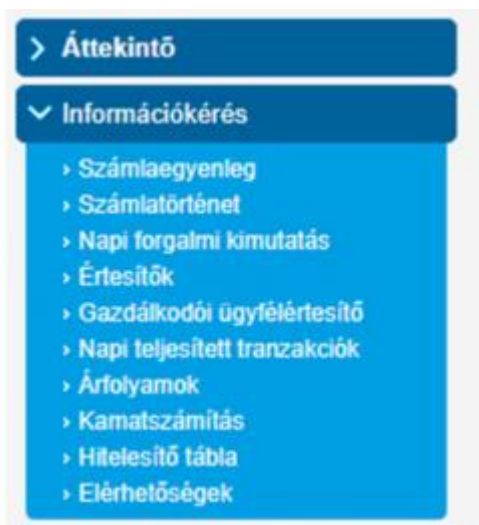 Áttekintő
Információkérés
Számlaegyenleg
Számlatörténet
Napi forgalmi kimutatás
Értesítők
Gazdálkodói ügyfélértesítő
Napi teljesített tranzakciók
Árfolyamok
Kamatszámítás
Hitelesítő tábla
Elérhetőségek